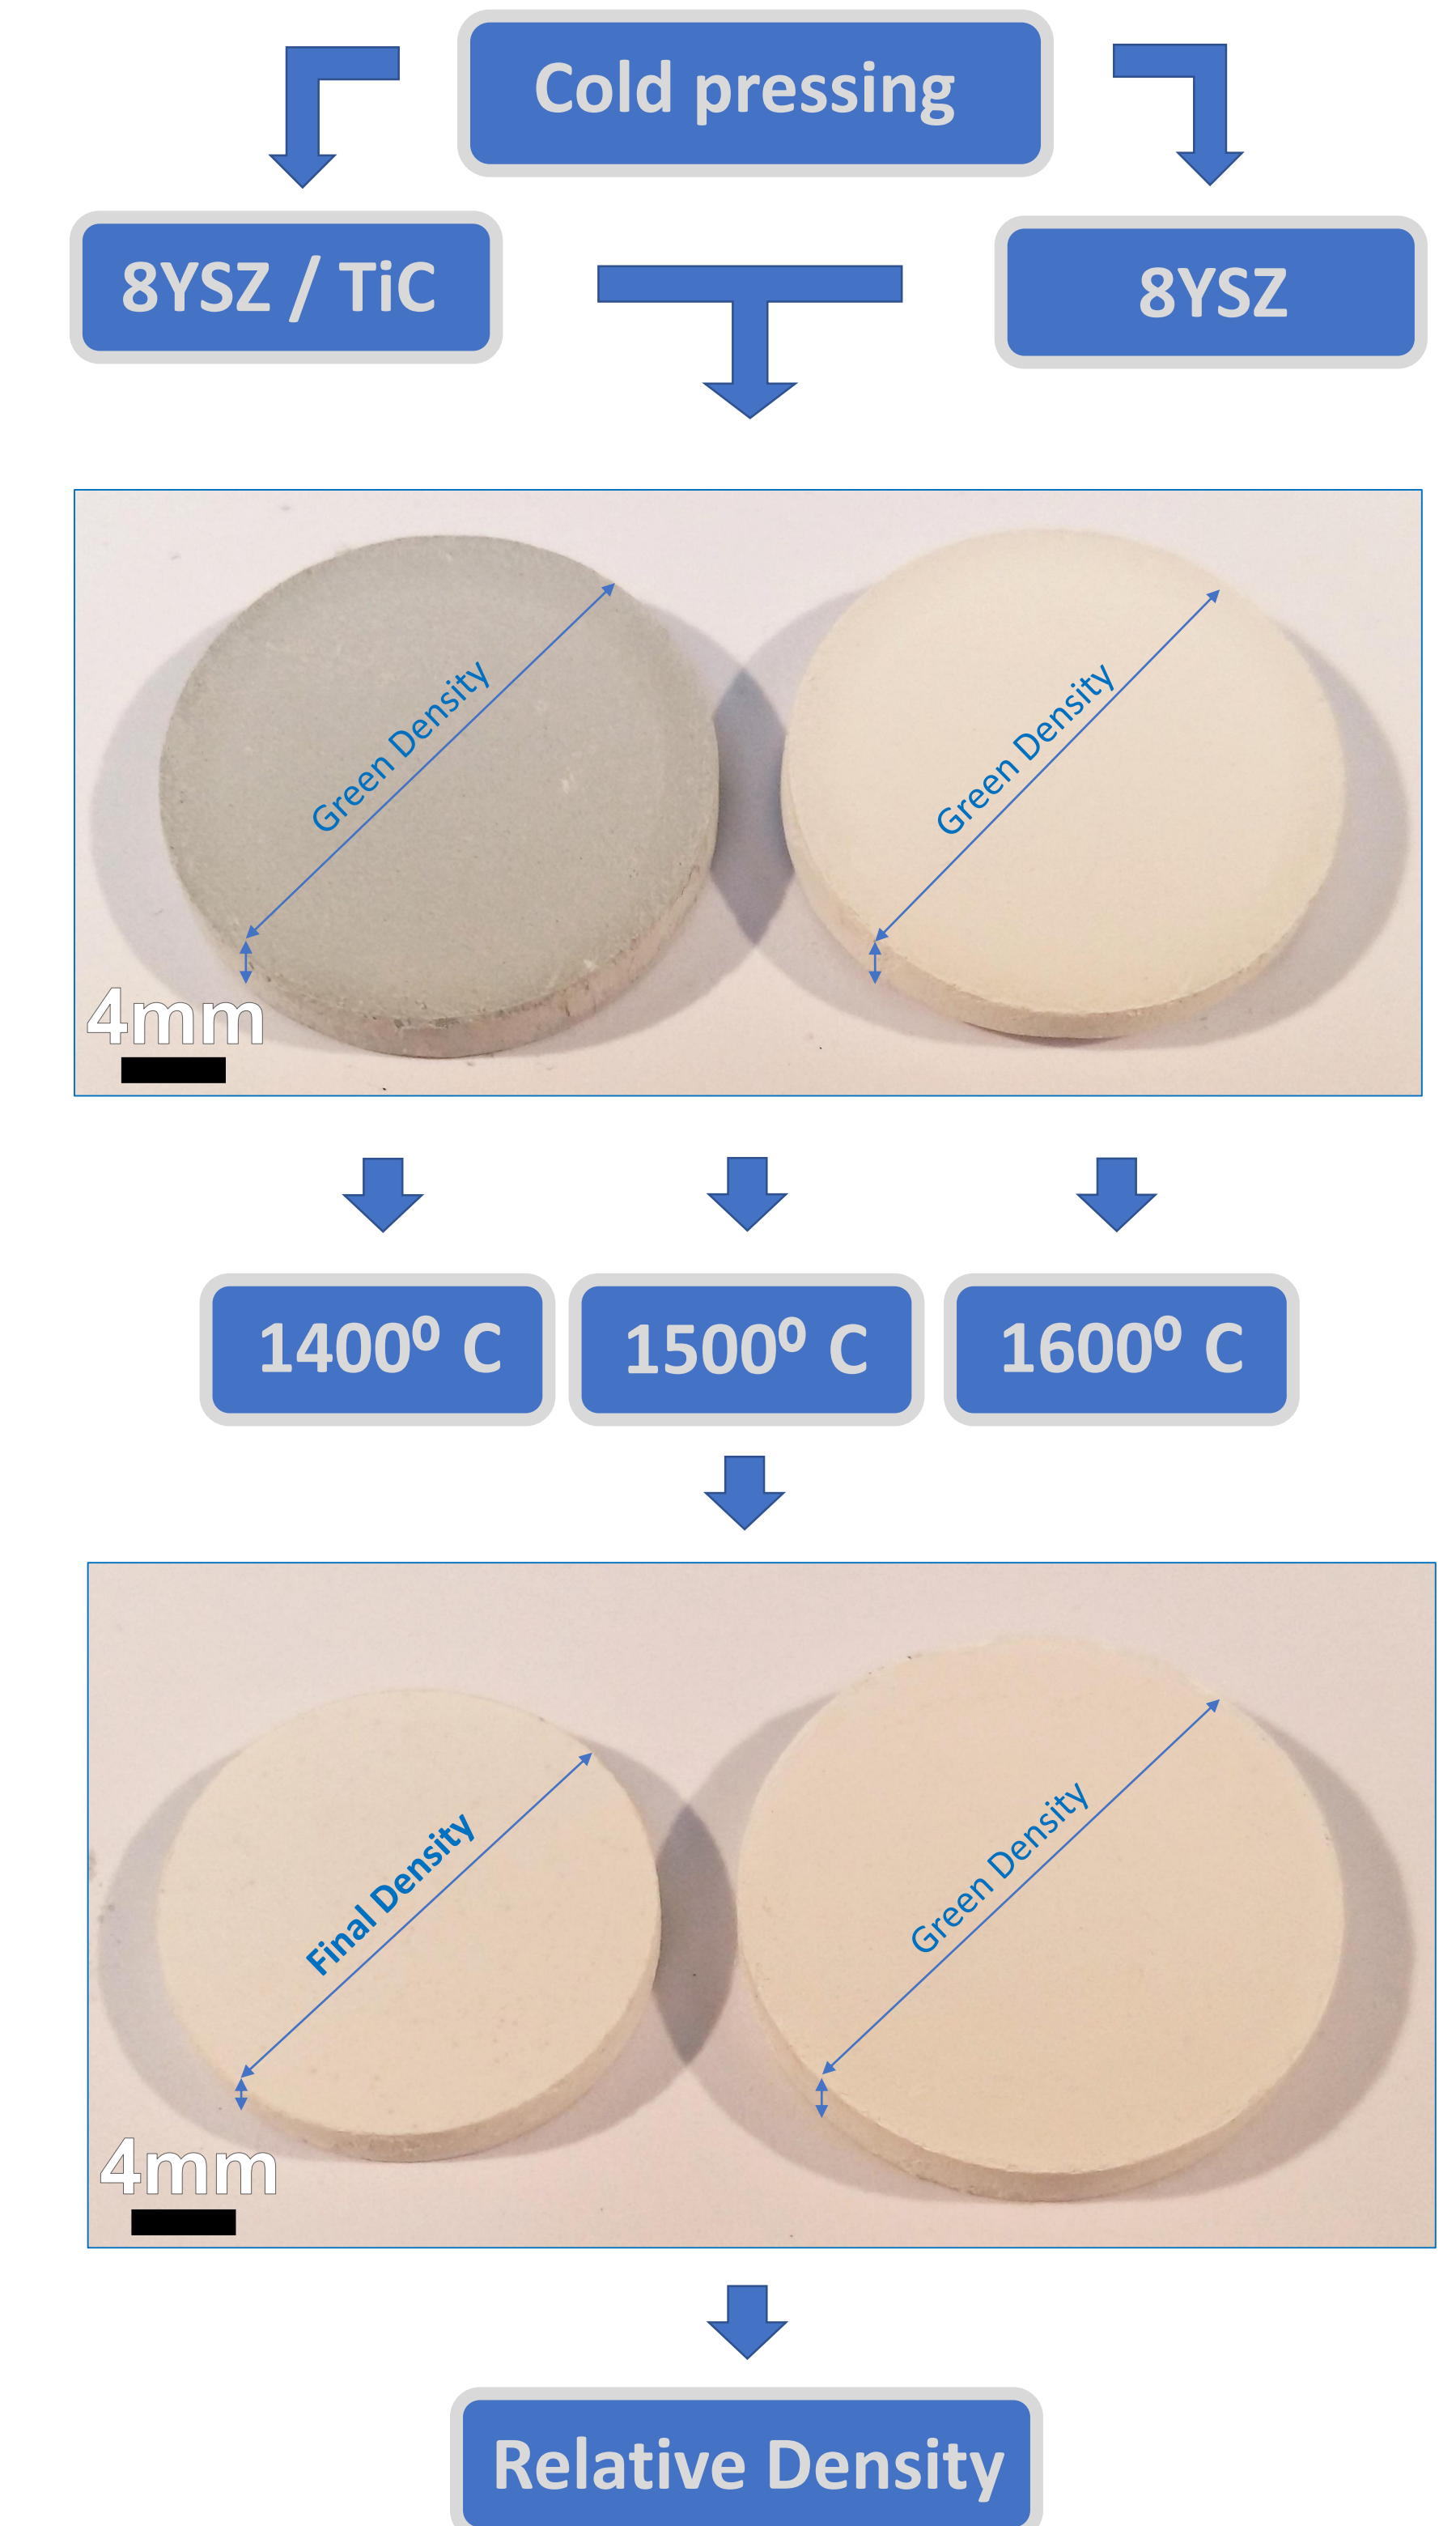 Cold pressing
8YSZ / TiC
8YSZ
Green Density
Green Density
4mm
1400⁰ C
1500⁰ C
1600⁰ C
Final Density
Green Density
4mm
Relative Density